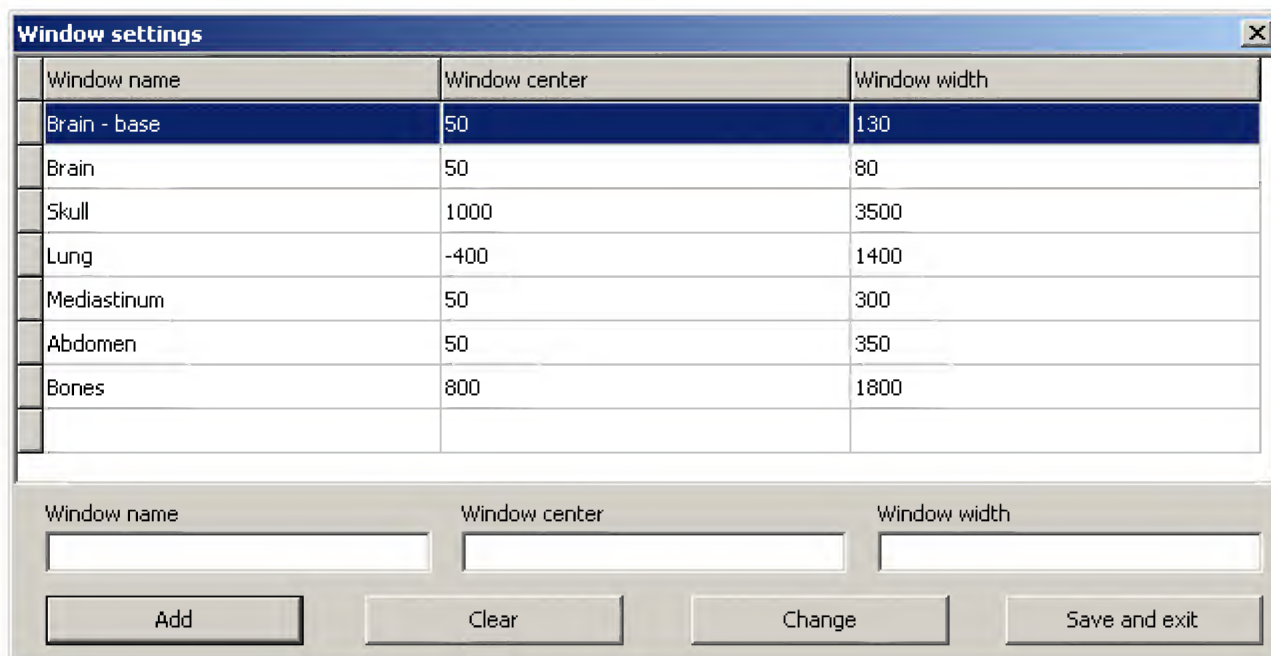 Window settings
Window name Window center Window width
Brain - base 50 130
Brain 50 80
Skull 1000 3500
Lung -400 1400
Mediastinum 50 300
Abdomen 50 350
Bones 800 1800
Window name Window center Window width
Add Clear Change Save and exit